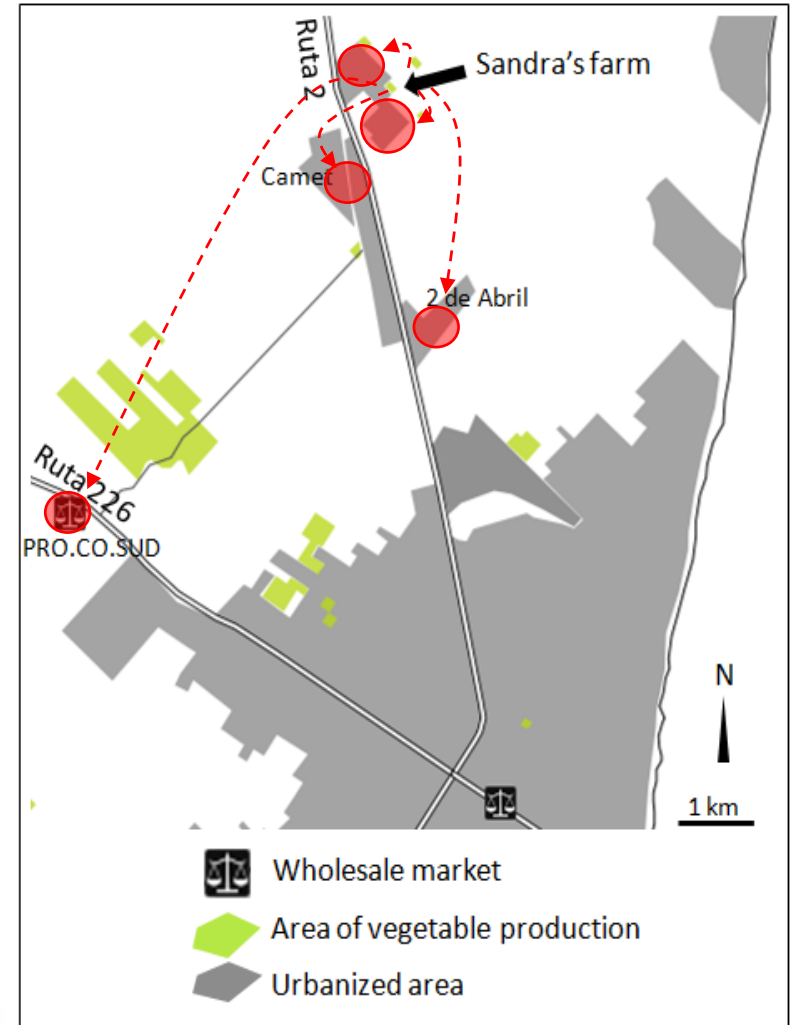 Ruta 2
Sandra's farm
Camet
2 de Abril
Ruta 226
PRO.CO.SUD
N
1 km
Wholesale market
Area of vegetable production
Urbanized area